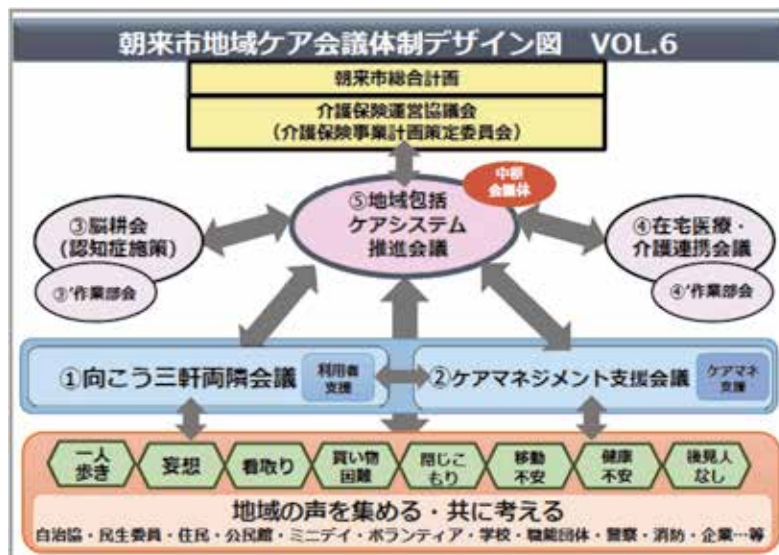 朝来市地域ケア会議体制デザイン図 VOL.6
朝来市総合計画
介護保険運営協議会
(介護保険事業計画策定委員会)
中核
会議体
⑤地域包括
ケアシステム
推進会議
③脳耕会
(認知症施策)
③'作業部会
④在宅医療・
介護連携会議
④'作業部会
①向こう三軒両隣会議
利用者
支援
②ケアマネジメント支援会議
ケアマネ
支援
一人
歩き
妄想
看取り
買い物
困難
閉じこ
もり
移動
不安
健康
不安
後見人
なし
地域の声を集める・共に考える
自治協・民生委員・住民・公民館・ミニデイ・ボランティア・学校・職能団体・警察・消防・企業…等